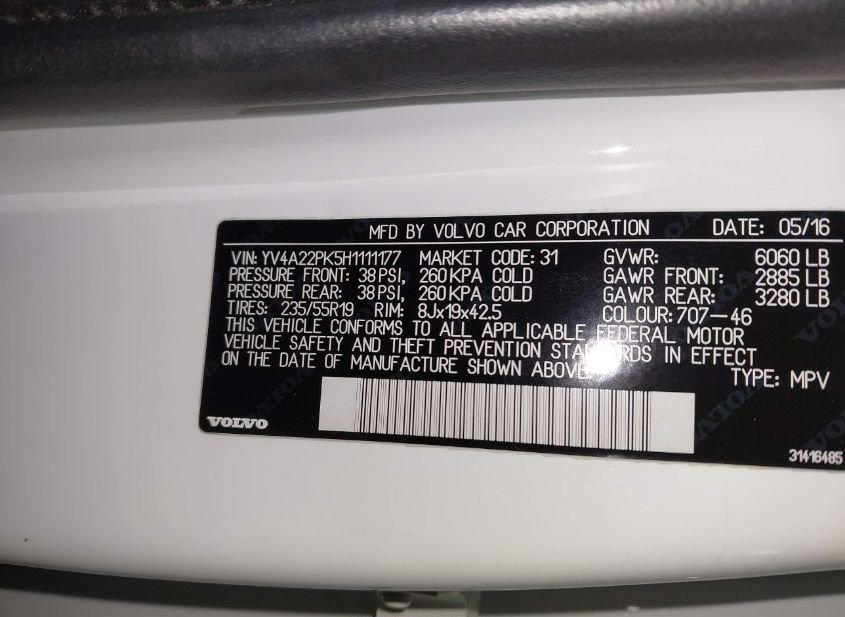 MFD BY VOLVO CAR CORPORATION DATE: 05/16
VIN: YV4A22PK5H1111177 MARKET CODE: 31 GVWR: 6060 LB
PRESSURE FRONT: 38 PSI, 260 KPA COLD GAWR FRONT: 2885 LB
PRESSURE REAR: 38 PSI, 260 KPA COLD GAWR REAR: 3280 LB
TIRES: 235/55R19 RIM: 8Jx19x42.5 COLOUR: 707-46
THIS VEHICLE CONFORMS TO ALL APPLICABLE FEDERAL MOTOR
VEHICLE SAFETY AND THEFT PREVENTION STANDARDS IN EFFECT
ON THE DATE OF MANUFACTURE SHOWN ABOVE.
TYPE: MPV
VOLVO
31416485